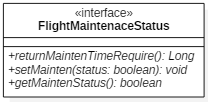 «interface»
FlightMaintenaceStatus
+returnMaintenTimeRequire(): Long
+setMainten(status: boolean): void
+getMaintenStatus(): boolean